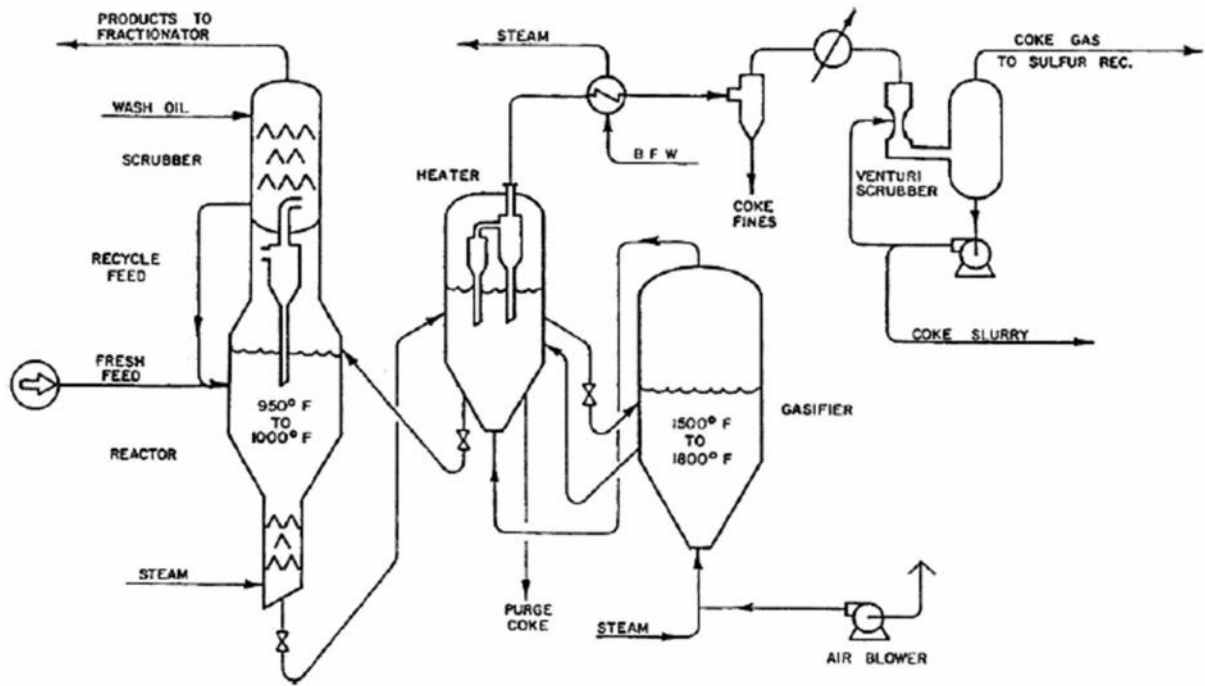 PRODUCTS TO
FRACTIONATOR
STEAM
COKE GAS
TO SULFUR REC.
WASH OIL
SCRUBBER
B F W
HEATER
VENTURI
SCRUBBER
COKE
FINES
RECYCLE
FEED
COKE SLURRY
FRESH
FEED
950° F
TO
1000° F
GASIFIER
1500° F
TO
1800° F
REACTOR
STEAM
PURGE
COKE
STEAM
AIR BLOWER